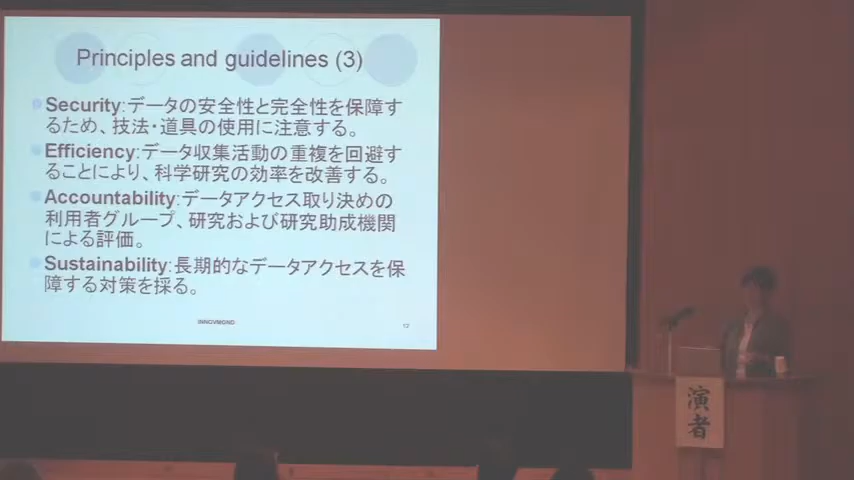 Principles and guidelines (3)
Security:データの安全性と完全性を保障す
るため、技法・道具の使用に注意する。
Efficiency:データ収集活動の重複を回避す
ることにより、科学研究の効率を改善する。
Accountability:データアクセス取り決めの
利用者グループ、研究および研究助成機関
による評価。
Sustainability:長期的なデータアクセスを保
障する対策を採る。
12
演者